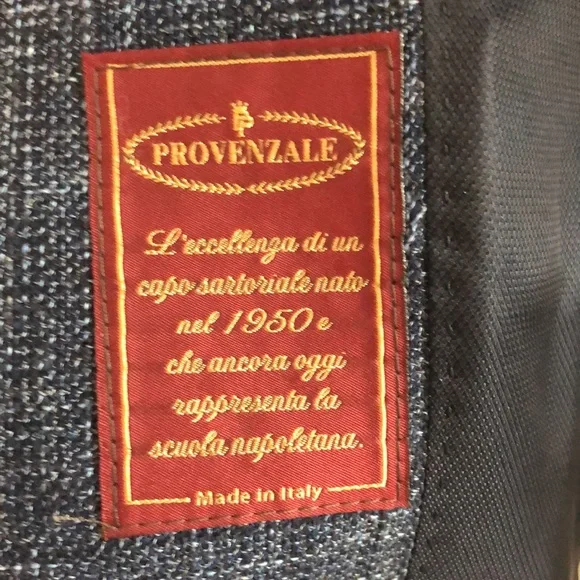 PROVENZALE
L'eccellenza di un
capo sartoriale nato
nel 1950 e
che ancora oggi
rappresenta la
scuola napoletana.
Made in Italy